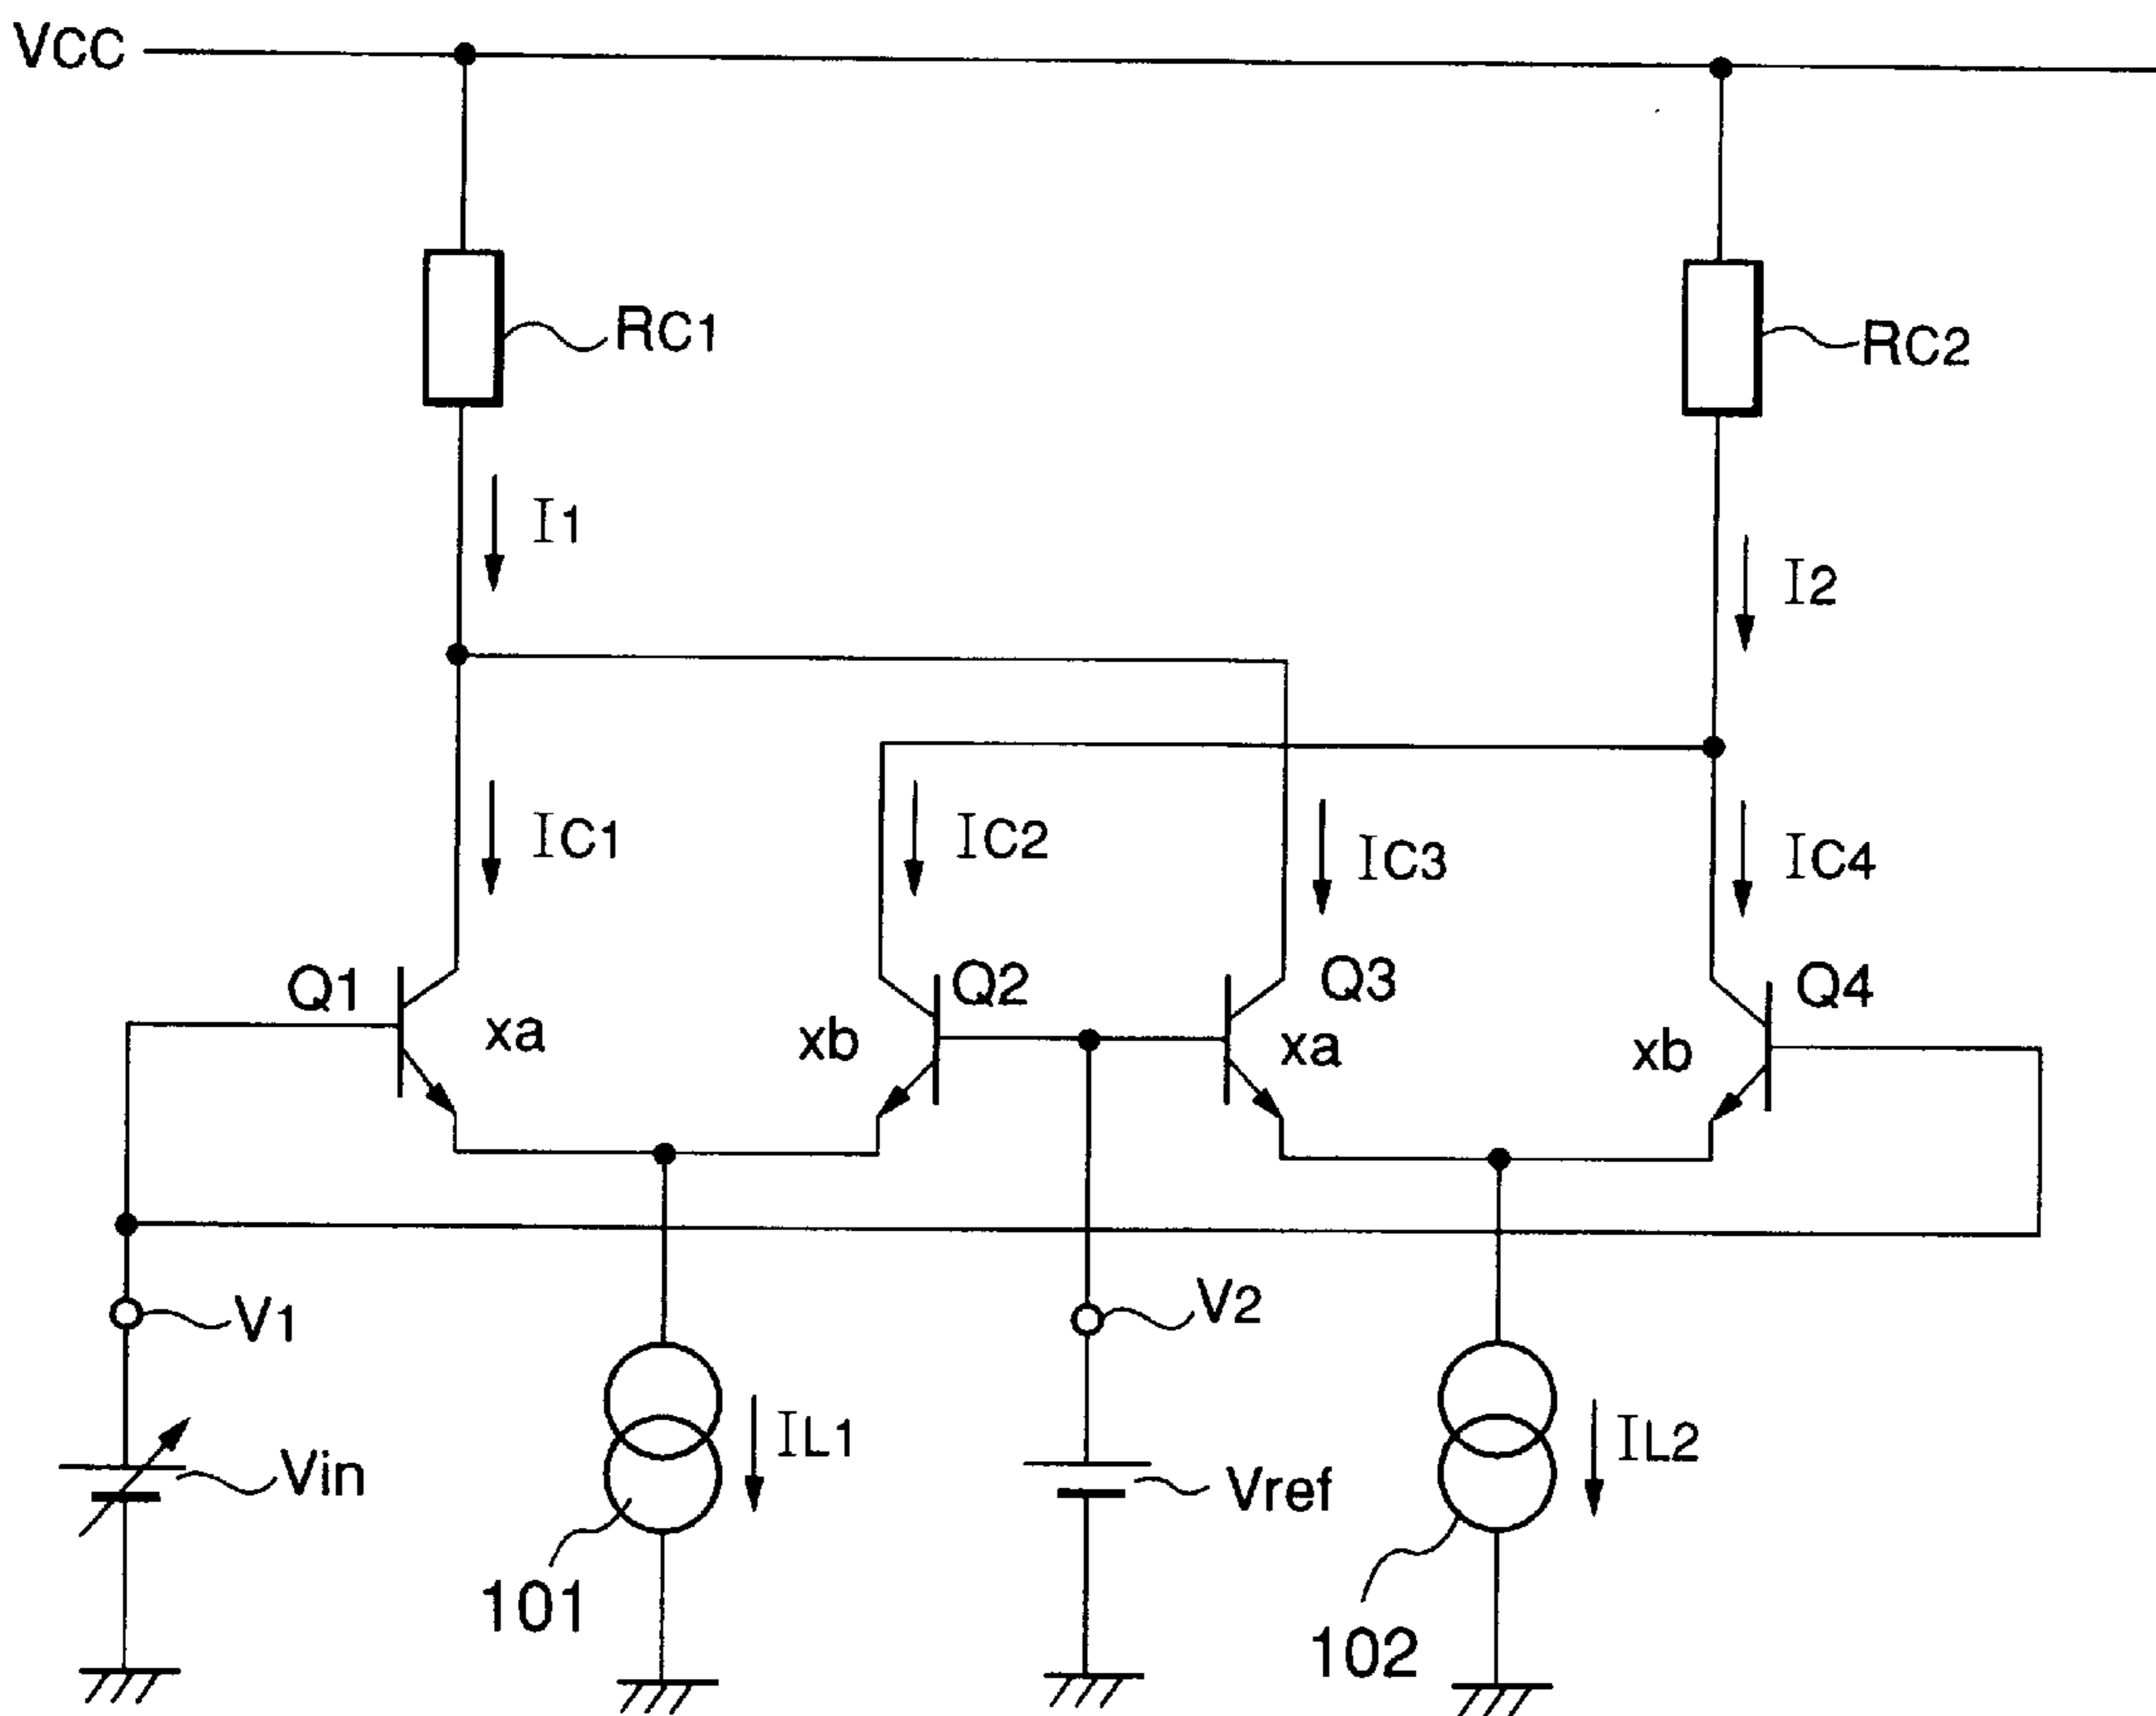 VCC
RC1
RC2
I1
I2
IC1
IC2
IC3
IC4
Q1
Q2
Q3
Q4
xa
xb
xa
xb
V1
V2
Vin
IL1
Vref
IL2
101
102